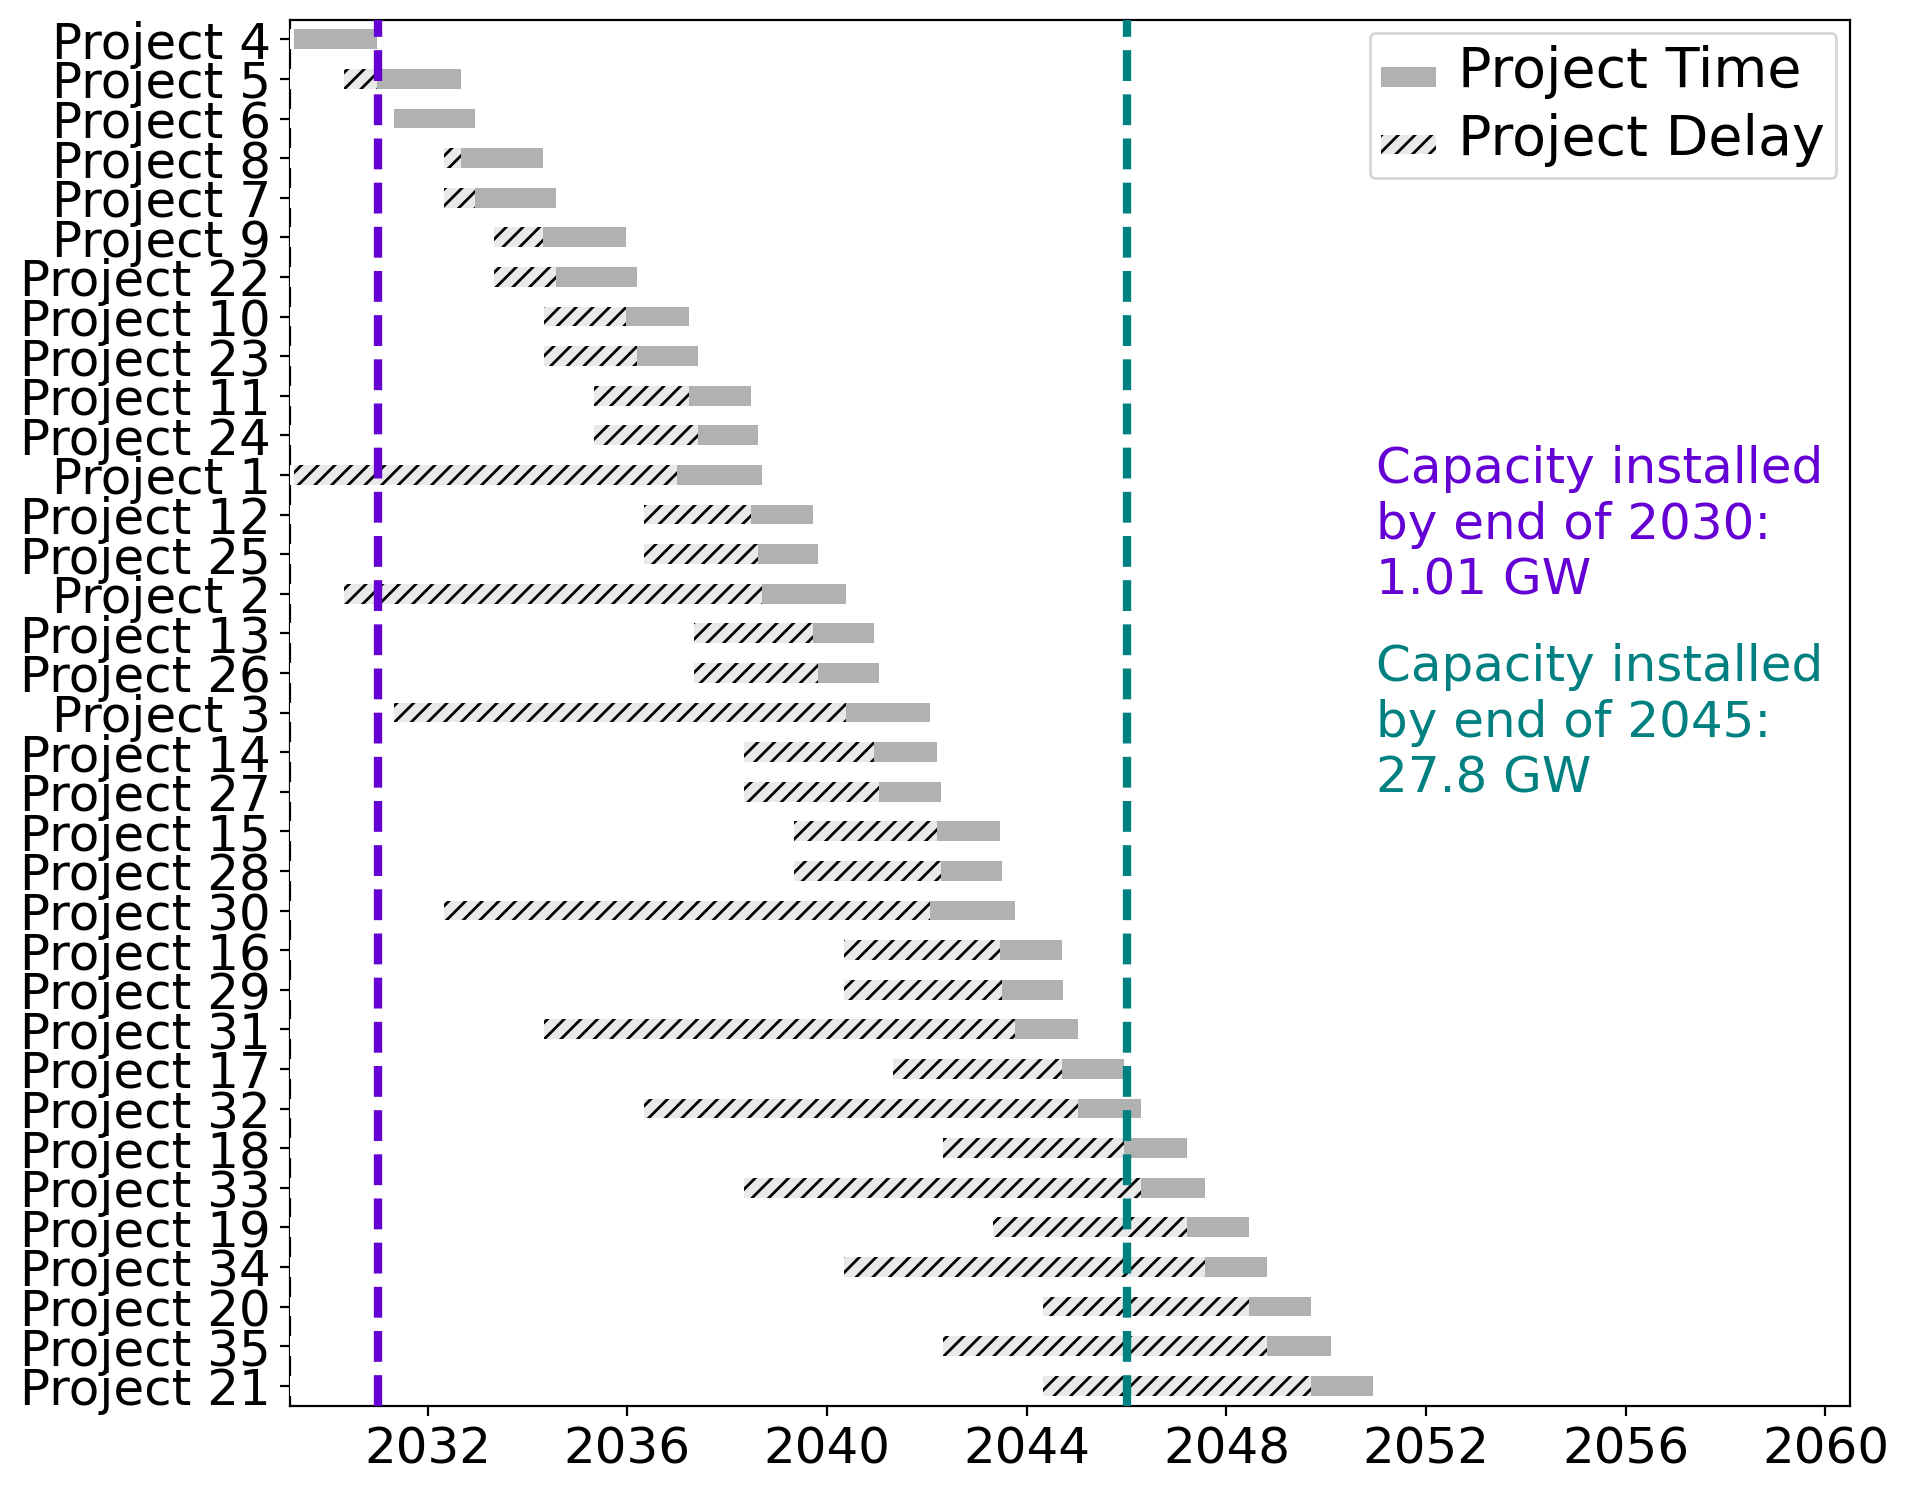 Project 4
Project 5
Project 6
Project 8
Project 7
Project 9
Project 22
Project 10
Project 23
Project 11
Project 24
Project 1
Project 12
Project 25
Project 2
Project 13
Project 26
Project 3
Project 14
Project 27
Project 15
Project 28
Project 30
Project 16
Project 29
Project 31
Project 17
Project 32
Project 18
Project 33
Project 19
Project 34
Project 20
Project 35
Project 21
Project Time
Project Delay
Capacity installed
by end of 2030:
1.01 GW
Capacity installed
by end of 2045:
27.8 GW
2032 2036 2040 2044 2048 2052 2056 2060